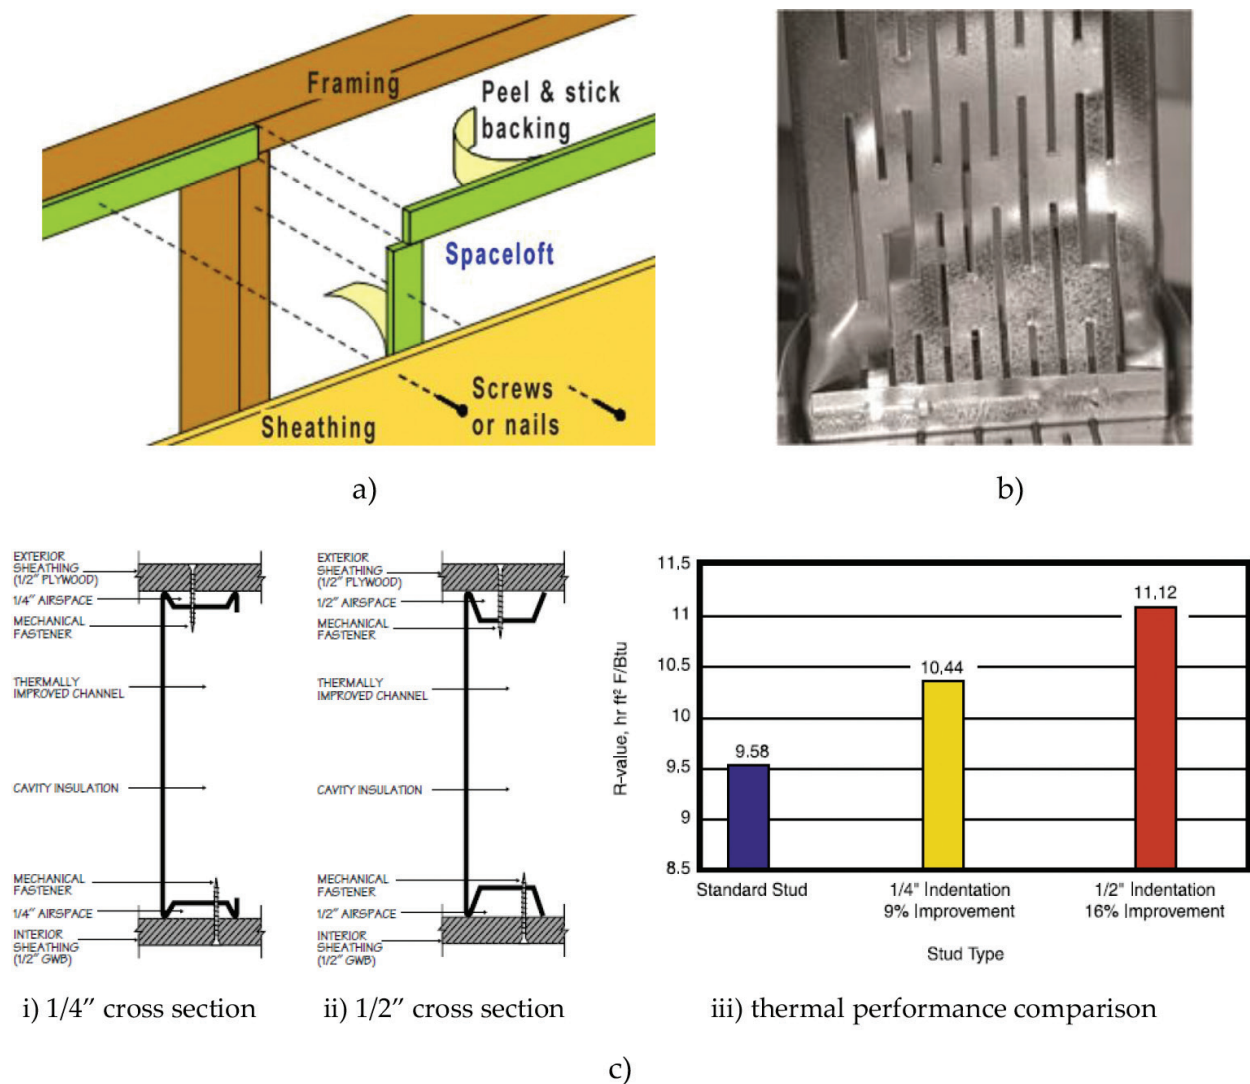 Framing
Peel & stick
backing
Spaceloft
Screws
or nails
Sheathing
a)
b)
EXTERIOR
SHEATHING
(1/2" PLYWOOD)
1/4" AIRSPACE
MECHANICAL
FASTENER
THERMALLY
IMPROVED CHANNEL
CAVITY INSULATION
MECHANICAL
FASTENER
1/4" AIRSPACE
INTERIOR
SHEATHING
(1/2" GWB)
i) 1/4" cross section
EXTERIOR
SHEATHING
(1/2" PLYWOOD)
1/2" AIRSPACE
MECHANICAL
FASTENER
THERMALLY
IMPROVED CHANNEL
CAVITY INSULATION
MECHANICAL
FASTENER
1/2" AIRSPACE
INTERIOR
SHEATHING
(1/2" GWB)
ii) 1/2" cross section
R-value, hr ft² F/Btu
11,5
11
10.5
10
9.5
9
8.5
9.58
10,44
11,12
Standard Stud
1/4" Indentation
9% Improvement
1/2" Indentation
16% Improvement
Stud Type
iii) thermal performance comparison
c)